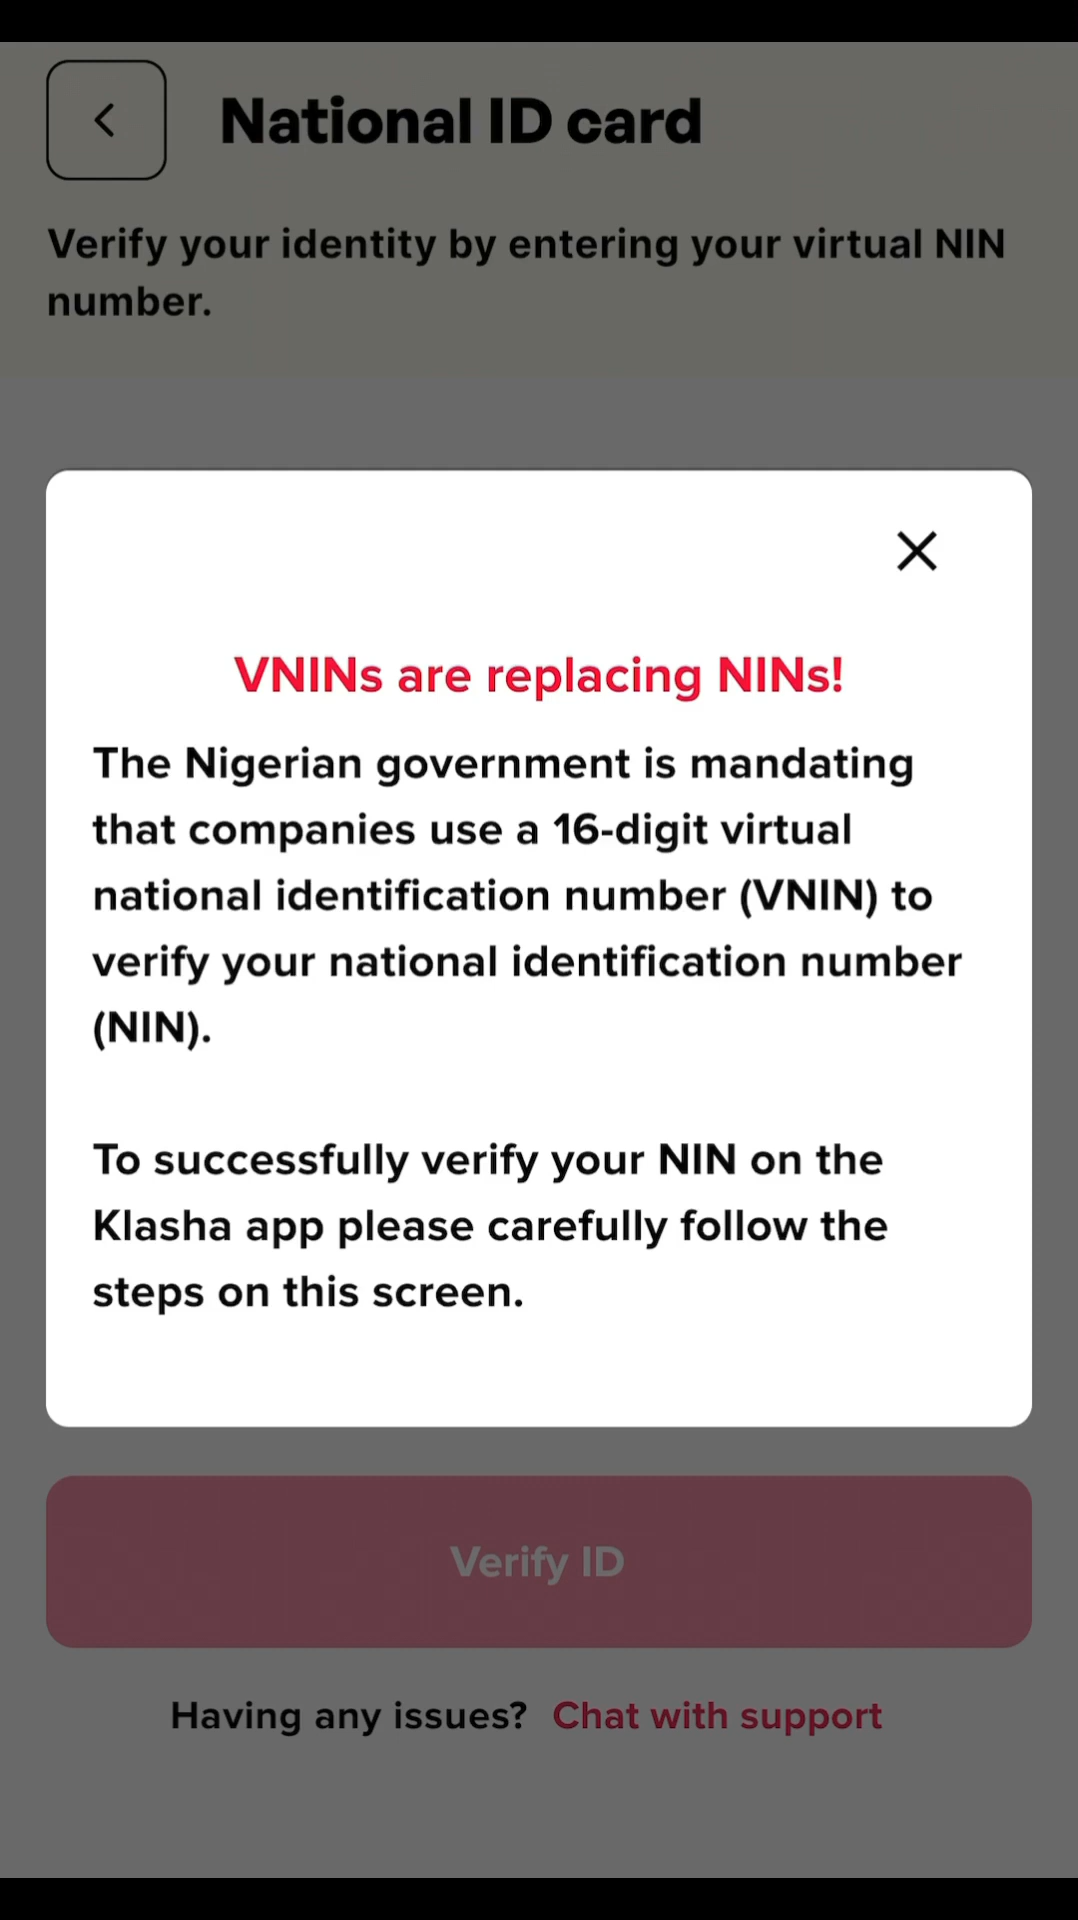 National ID card
Verify your identity by entering your virtual NIN
number.
VNINs are replacing NINs!
The Nigerian government is mandating
that companies use a 16-digit virtual
national identification number (VNIN) to
verify your national identification number
(NIN).
To successfully verify your NIN on the
Klasha app please carefully follow the
steps on this screen.
Verify ID
Having any issues? Chat with support